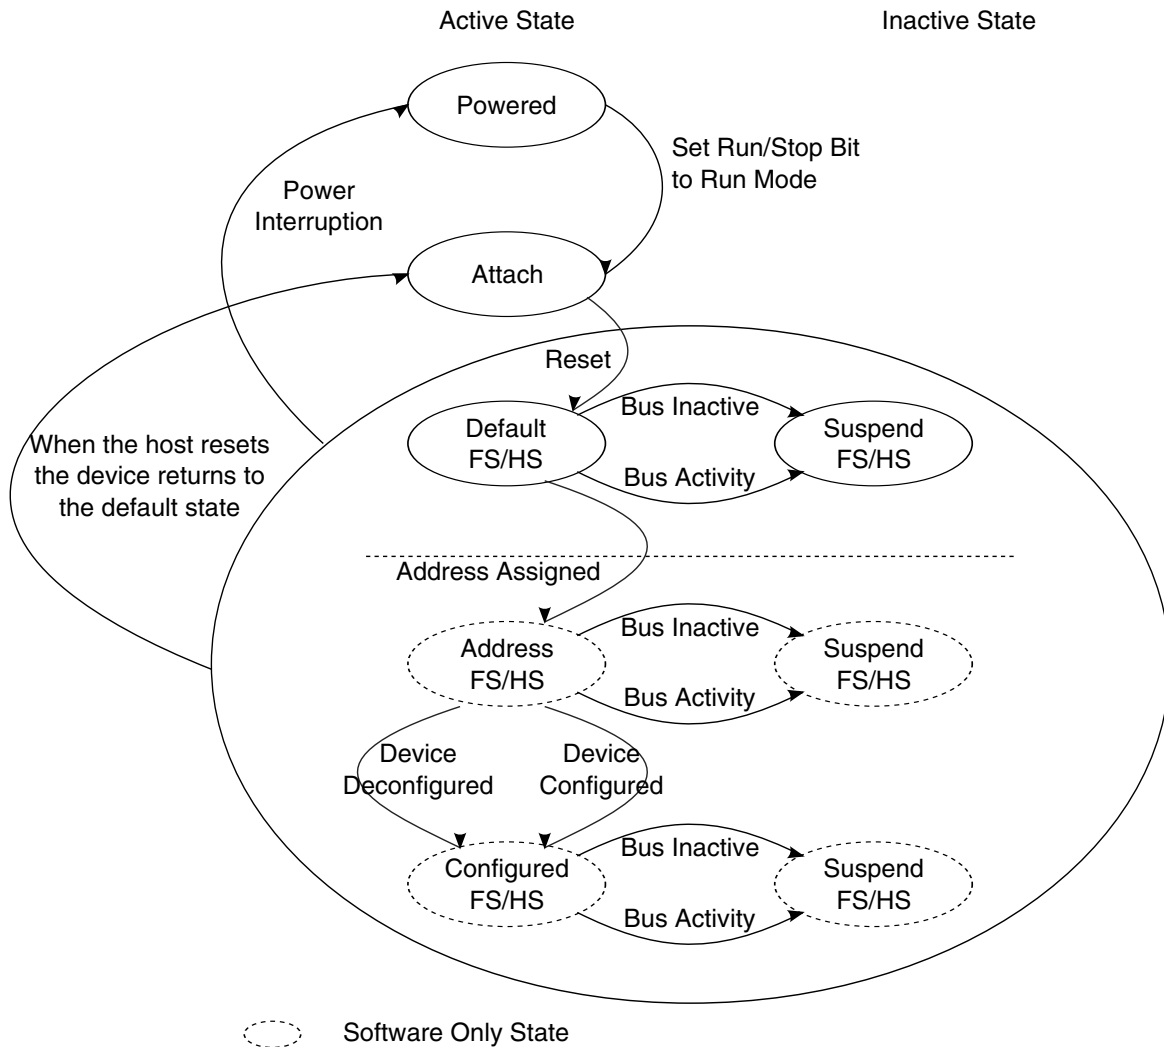 Active State
Inactive State
Powered
Set Run/Stop Bit
to Run Mode
Power
Interruption
Attach
Reset
When the host resets
the device returns to
the default state
Default
FS/HS
Bus Inactive
Bus Activity
Suspend
FS/HS
Address Assigned
Address
FS/HS
Bus Inactive
Bus Activity
Suspend
FS/HS
Device
Deconfigured
Device
Configured
Configured
FS/HS
Bus Inactive
Bus Activity
Suspend
FS/HS
Software Only State